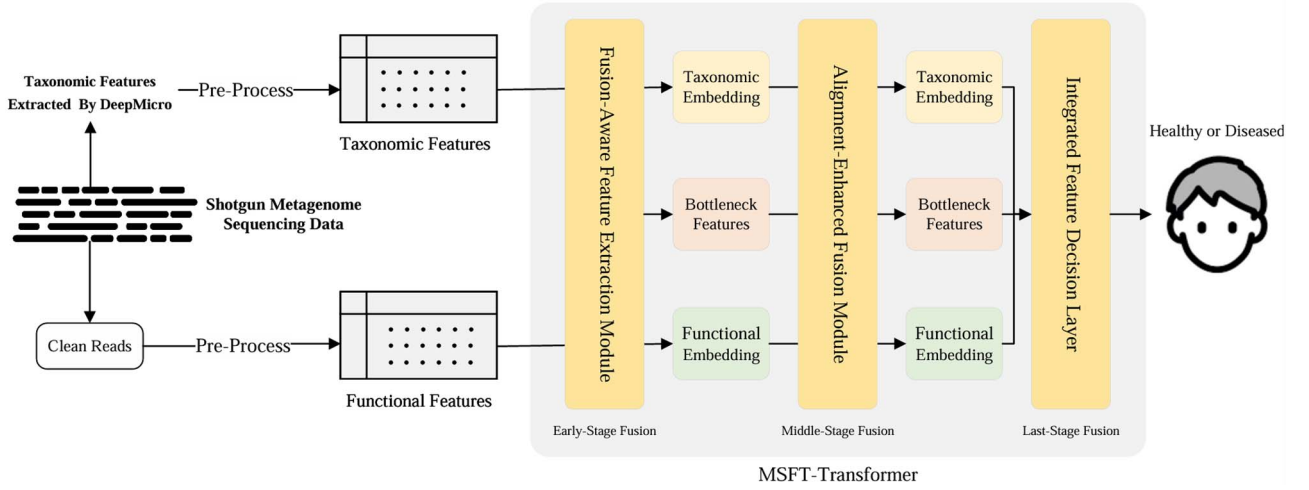 Taxonomic Features
Extracted By DeepMicro
Pre-Process
Taxonomic Features
Shotgun Metagenome
Sequencing Data
Clean Reads
Pre-Process
Functional Features
Fusion-Aware Feature Extraction Module
Early-Stage Fusion
Taxonomic
Embedding
Bottleneck
Features
Functional
Embedding
Alignment-Enhanced Fusion Module
Middle-Stage Fusion
Taxonomic
Embedding
Bottleneck
Features
Functional
Embedding
Integrated Feature Decision Layer
Last-Stage Fusion
Healthy or Diseased
MSFT-Transformer